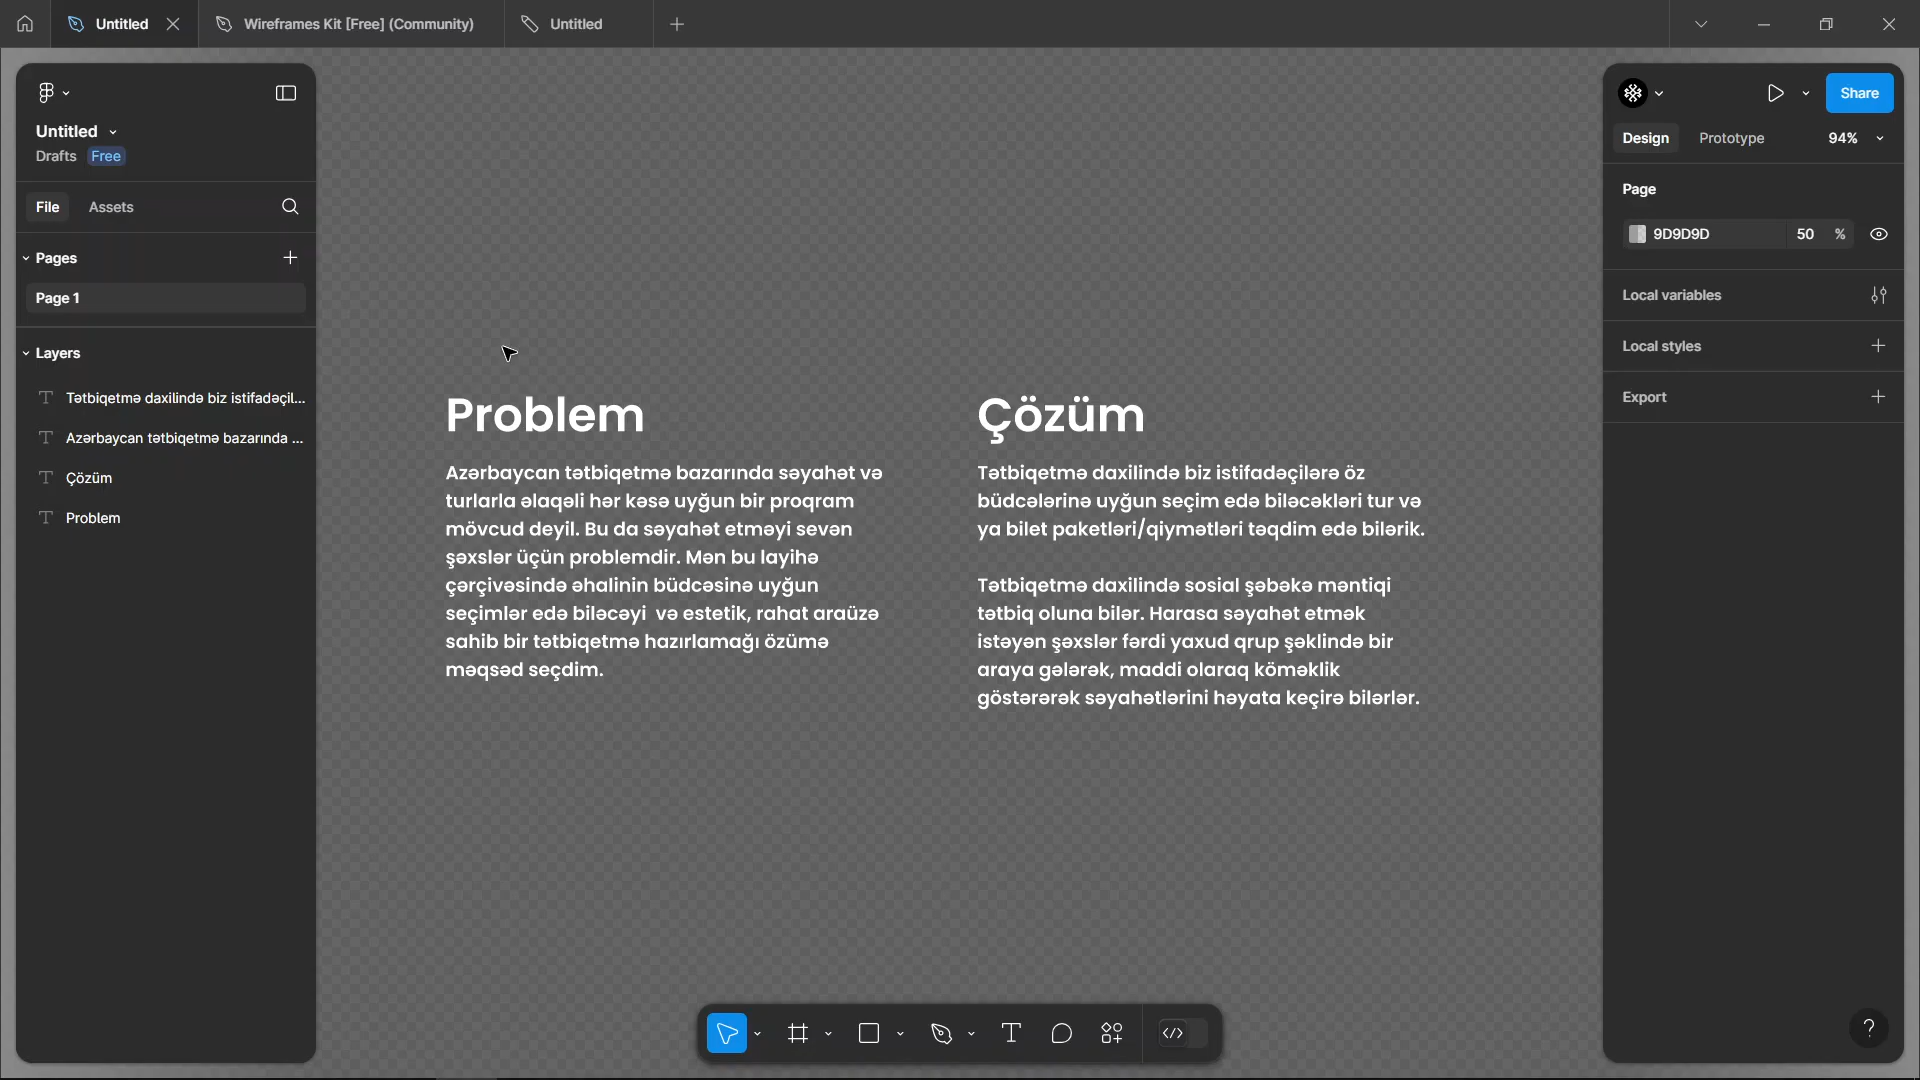 Untitled
Wireframes Kit [Free] (Community)
Untitled
Untitled
Drafts Free
File Assets
Pages
Page 1
Layers
Tətbiqetmə daxilində biz istifadəçil...
Azərbaycan tətbiqetmə bazarında ...
Çözüm
Problem
Problem
Azərbaycan tətbiqetmə bazarında səyahət və
turlarla əlaqəli hər kəsə uyğun bir proqram
mövcud deyil. Bu da səyahət etməyi sevən
şəxslər üçün problemdir. Mən bu layihə
çərçivəsində əhalinin büdcəsinə uyğun
seçimlər edə biləcəyi  və estetik, rahat araüzə
sahib bir tətbiqetmə hazırlamağı özümə
məqsəd seçdim.
Çözüm
Tətbiqetmə daxilində biz istifadəçilərə öz
büdcələrinə uyğun seçim edə biləcəkləri tur və
ya bilet paketləri/qiymətləri təqdim edə bilərik.
Tətbiqetmə daxilində sosial şəbəkə məntiqi
tətbiq oluna bilər. Harasa səyahət etmək
istəyən şəxslər fərdi yaxud qrup şəklində bir
araya gələrək, maddi olaraq köməklik
göstərərək səyahətlərini həyata keçirə bilərlər.
Share
Design Prototype 94%
Page
9D9D9D 50 %
Local variables
Local styles
Export
?